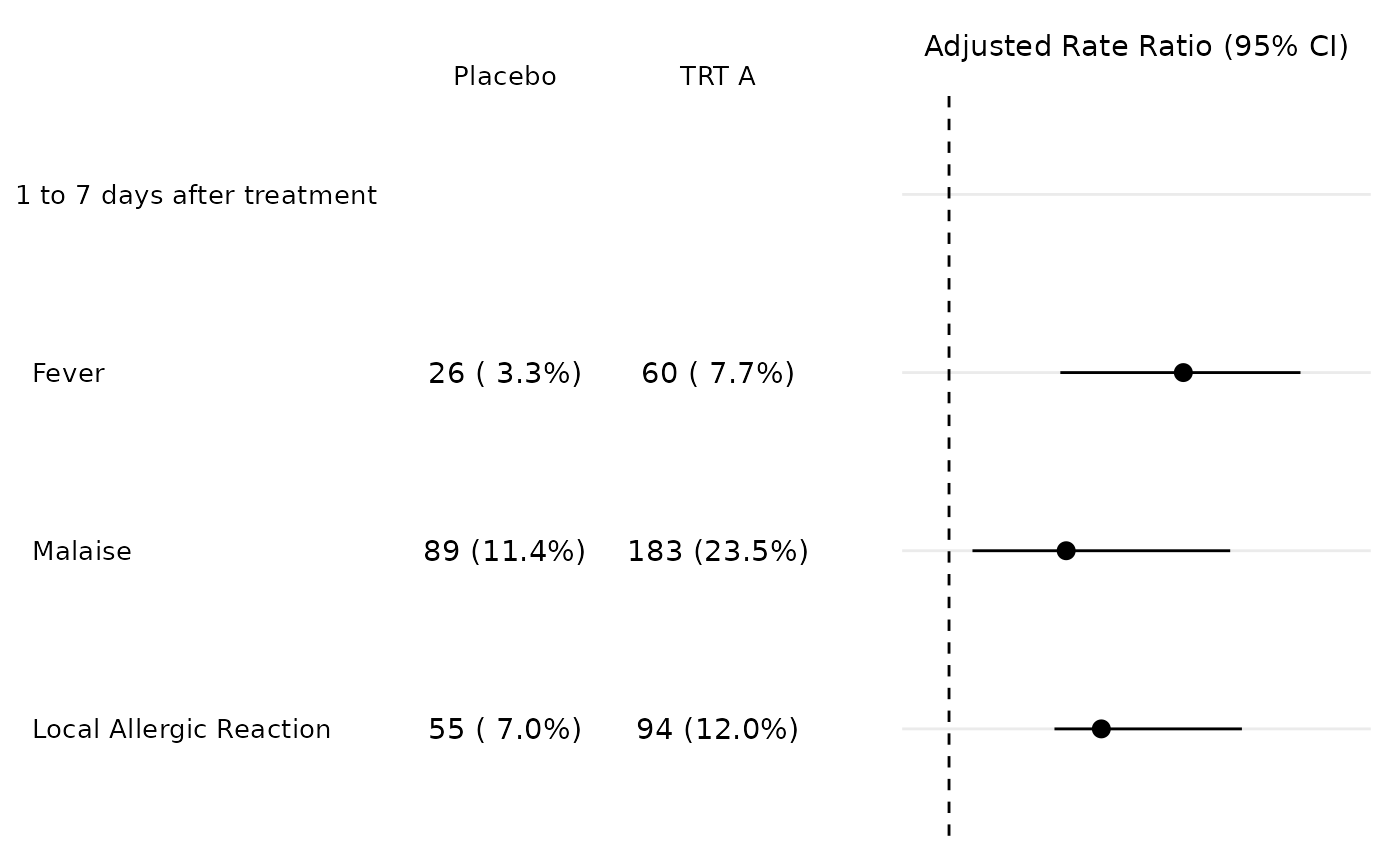 Adjusted Rate Ratio (95% CI)
Placebo TRT A
1 to 7 days after treatment
Fever 26 ( 3.3%) 60 ( 7.7%)
Malaise 89 (11.4%) 183 (23.5%)
Local Allergic Reaction 55 ( 7.0%) 94 (12.0%)